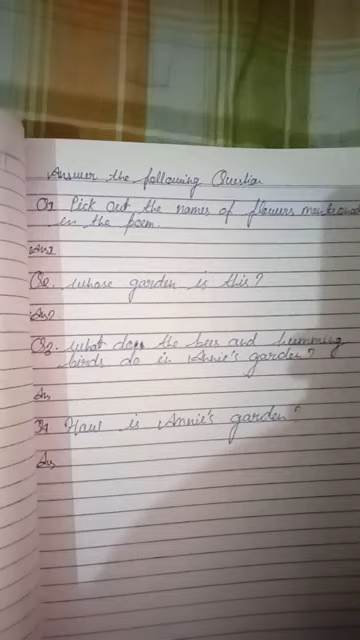 Answer the following Question
Q1 Pick out the names of flowers mentioned
in the poem.
Ans1
Q2. whose garden is this?
Ans2
Q3. what does the bees and humming
birds do in Annie's garden?
Ans
Q4 How is Annie's garden?
Ans